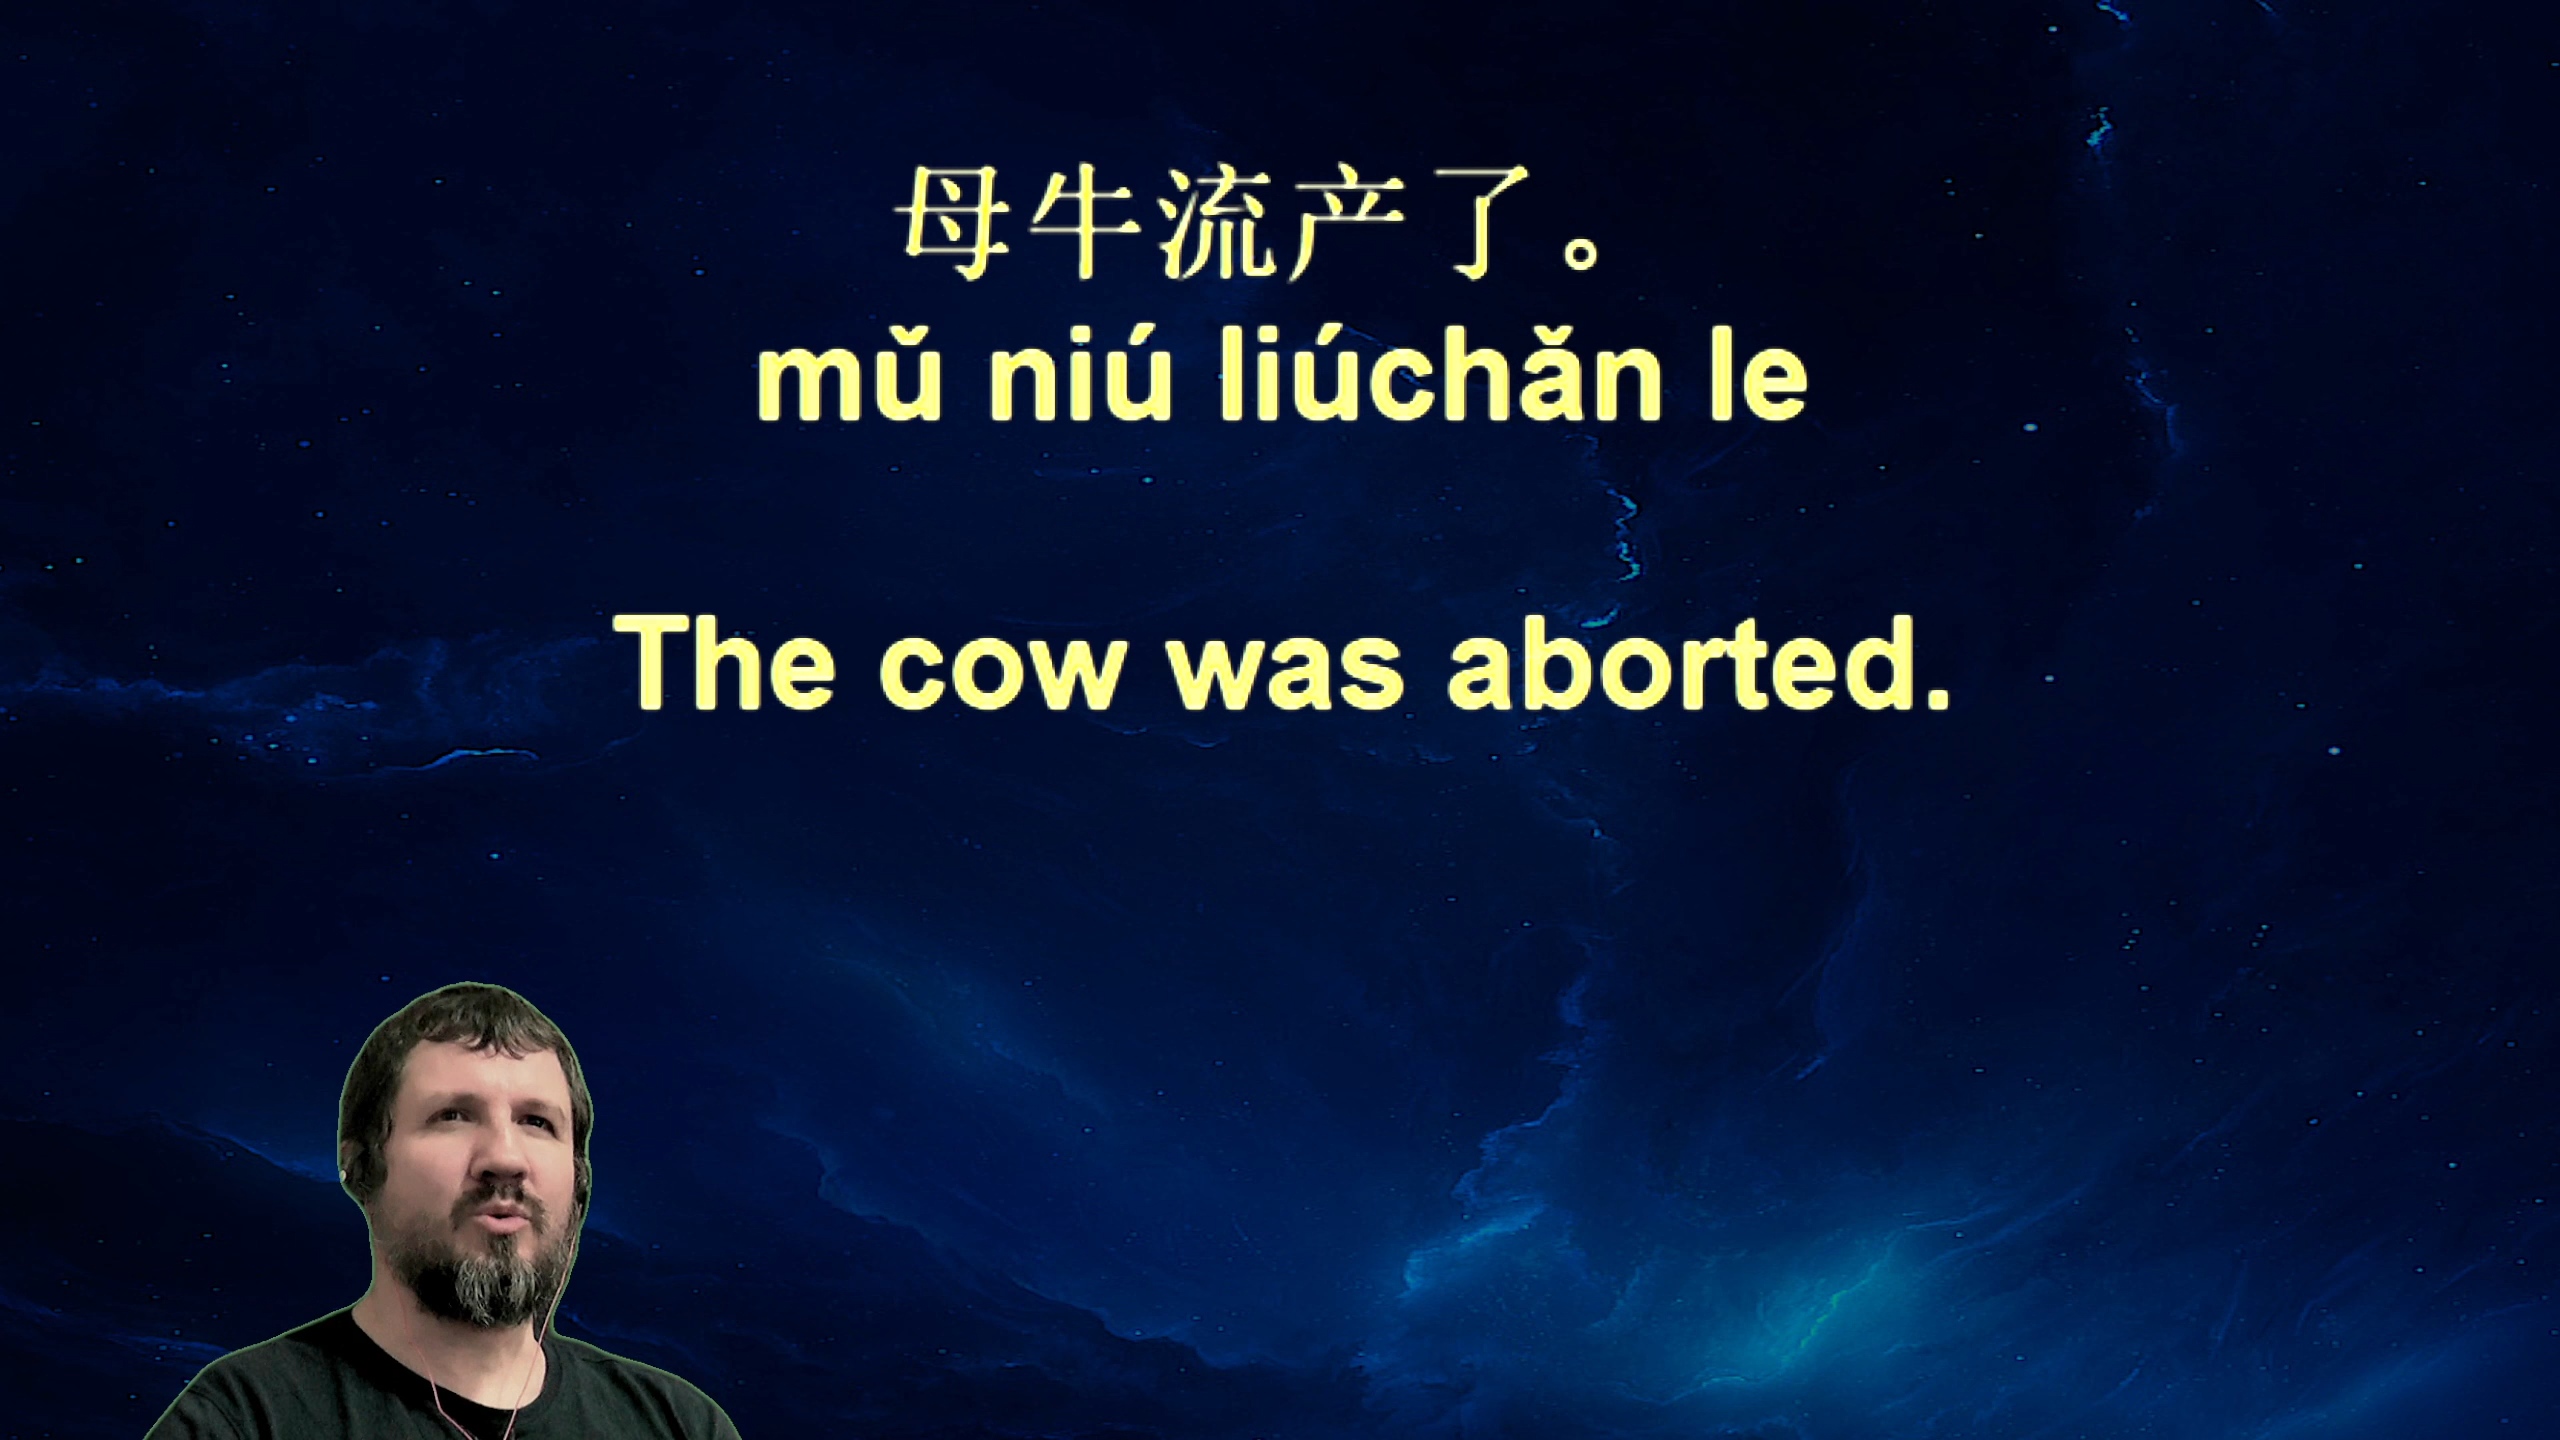 母牛流产了。
mǔ niú liúchǎn le
The cow was aborted.